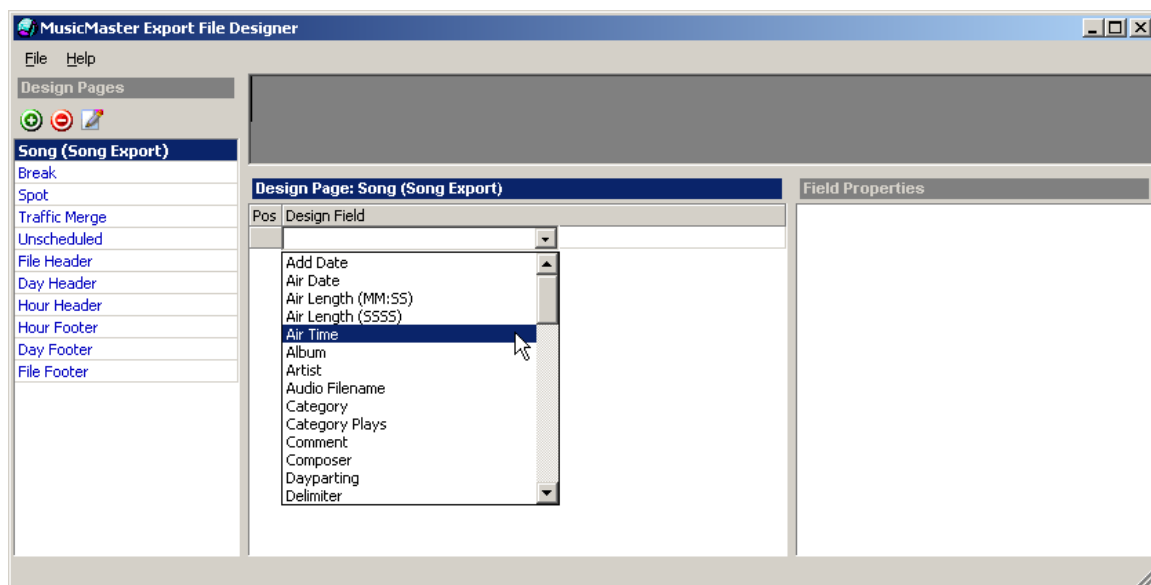 MusicMaster Export File Designer
File Help
Design Pages
Song (Song Export)
Break
Spot
Traffic Merge
Unscheduled
File Header
Day Header
Hour Header
Hour Footer
Day Footer
File Footer
Design Page: Song (Song Export)
Pos Design Field
Add Date
Air Date
Air Length (MM:SS)
Air Length (SSSS)
Air Time
Album
Artist
Audio Filename
Category
Category Plays
Comment
Composer
Dayparting
Delimiter
Field Properties